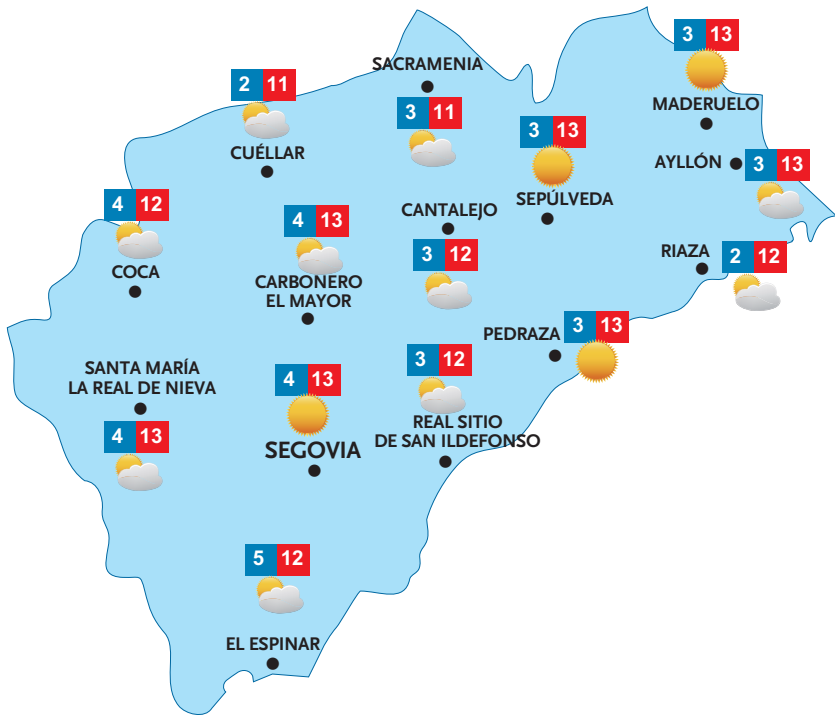 3 13
MADERUELO
SACRAMENIA
3 11
2 11
CUÉLLAR
3 13
SEPÚLVEDA
AYLLÓN
3 13
4 12
COCA
4 13
CARBONERO
EL MAYOR
CANTALEJO
3 12
RIAZA
2 12
PEDRAZA
3 13
SANTA MARÍA
LA REAL DE NIEVA
4 13
4 13
SEGOVIA
3 12
REAL SITIO
DE SAN ILDEFONSO
5 12
EL ESPINAR